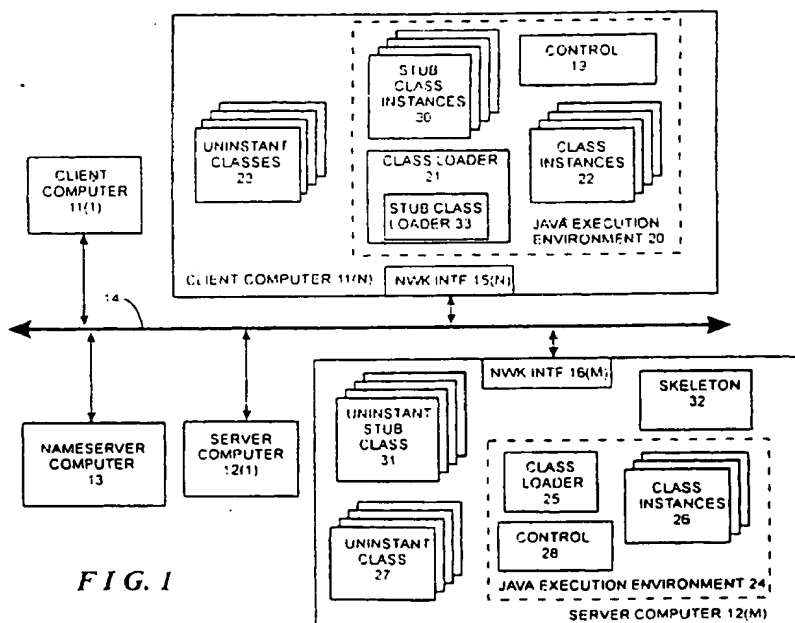 STUB
CLASS
INSTANCES
30
CONTROL
19
UNINSTANT
CLASSES
23
CLASS LOADER
21
STUB CLASS
LOADER 33
CLASS
INSTANCES
22
JAVA EXECUTION
ENVIRONMENT 20
CLIENT COMPUTER 11(N)
NWK INTF 15(N)
CLIENT
COMPUTER
11(1)
14
NAMESERVER
COMPUTER
13
SERVER
COMPUTER
12(1)
NWK INTF 16(M)
UNINSTANT
STUB
CLASS
31
SKELETON
32
UNINSTANT
CLASS
27
CLASS
LOADER
25
CONTROL
28
CLASS
INSTANCES
26
JAVA EXECUTION ENVIRONMENT 24
SERVER COMPUTER 12(M)
FIG. 1